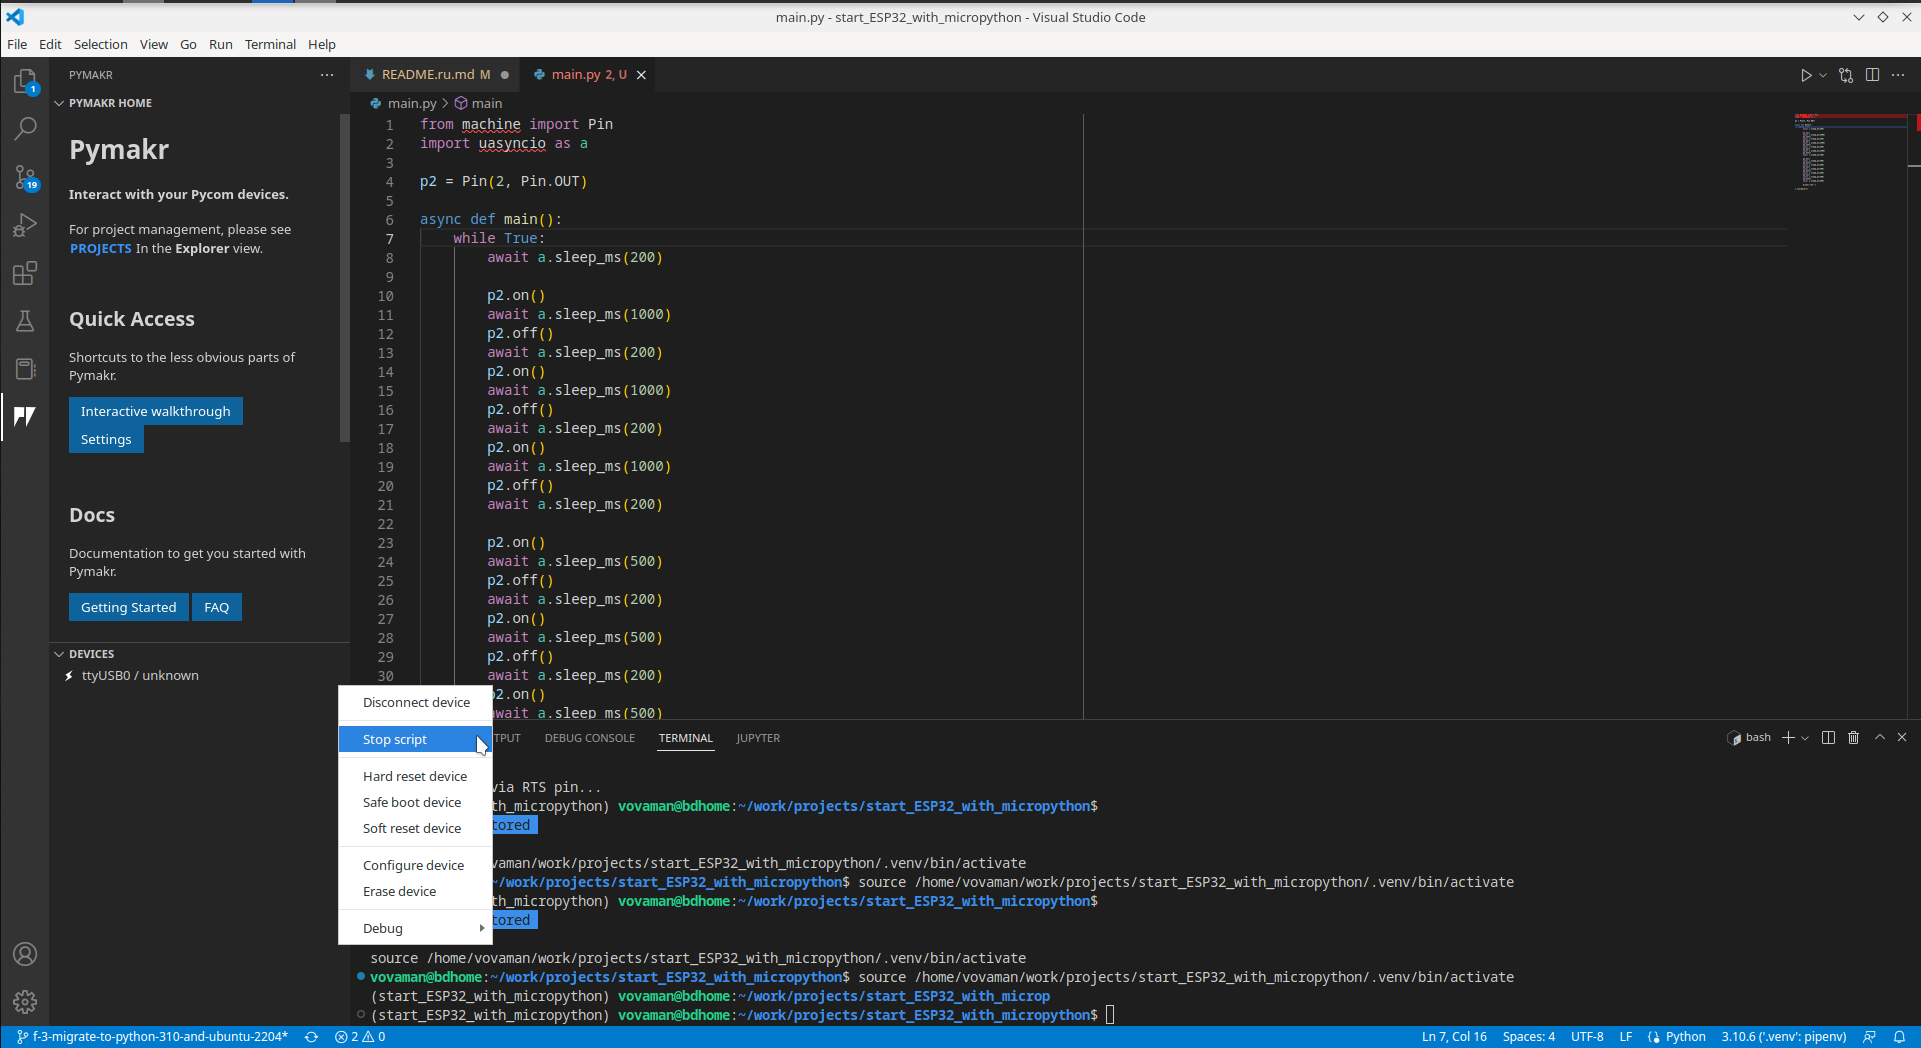 main.py - start_ESP32_with_micropython - Visual Studio Code
File Edit Selection View Go Run Terminal Help
1
19
PYMAKR
PYMAKR HOME
Pymakr
Interact with your Pycom devices.
For project management, please see
PROJECTS In the Explorer view.
Quick Access
Shortcuts to the less obvious parts of
Pymakr.
Interactive walkthrough
Settings
Docs
Documentation to get you started with
Pymakr.
Getting Started FAQ
DEVICES
ttyUSB0 / unknown
README.ru.md M
main.py 2, U
main.py > main
1 from machine import Pin
2 import uasyncio as a
3
4 p2 = Pin(2, Pin.OUT)
5
6 async def main():
7 while True:
8 await a.sleep_ms(200)
9
10 p2.on()
11 await a.sleep_ms(1000)
12 p2.off()
13 await a.sleep_ms(200)
14 p2.on()
15 await a.sleep_ms(1000)
16 p2.off()
17 await a.sleep_ms(200)
18 p2.on()
19 await a.sleep_ms(1000)
20 p2.off()
21 await a.sleep_ms(200)
22
23 p2.on()
24 await a.sleep_ms(500)
25 p2.off()
26 await a.sleep_ms(200)
27 p2.on()
28 await a.sleep_ms(500)
29 p2.off()
30 await a.sleep_ms(200)
2.on()
wait a.sleep_ms(500)
Disconnect device
Stop script
Hard reset device
Safe boot device
Soft reset device
Configure device
Erase device
Debug
TPUT DEBUG CONSOLE TERMINAL JUPYTER
bash
via RTS pin...
th_micropython) vovaman@bdhome:~/work/projects/start_ESP32_with_micropython$
tored
vaman/work/projects/start_ESP32_with_micropython/.venv/bin/activate
~/work/projects/start_ESP32_with_micropython$ source /home/vovaman/work/projects/start_ESP32_with_micropython/.venv/bin/activate
th_micropython) vovaman@bdhome:~/work/projects/start_ESP32_with_micropython$
tored
source /home/vovaman/work/projects/start_ESP32_with_micropython/.venv/bin/activate
vovaman@bdhome:~/work/projects/start_ESP32_with_micropython$ source /home/vovaman/work/projects/start_ESP32_with_micropython/.venv/bin/activate
(start_ESP32_with_micropython) vovaman@bdhome:~/work/projects/start_ESP32_with_microp
(start_ESP32_with_micropython) vovaman@bdhome:~/work/projects/start_ESP32_with_micropython$
f-3-migrate-to-python-310-and-ubuntu-2204* 2 0 Ln 7, Col 16 Spaces: 4 UTF-8 LF Python 3.10.6 ('.venv': pipenv)